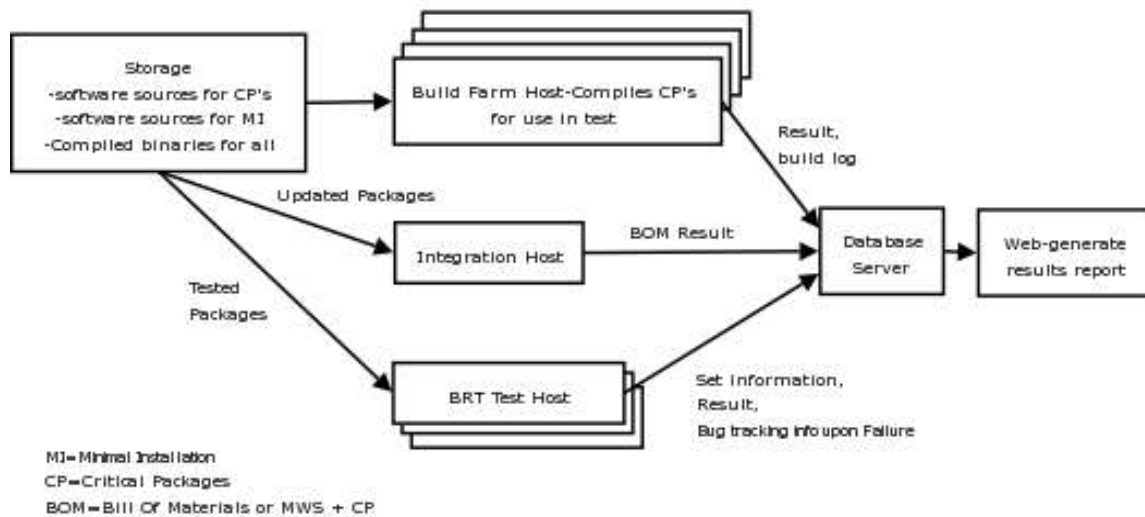 Storage
-software sources for CP's
-software sources for MI
-Compiled binaries for all
Build Farm Host-Compiles CP's
for use in test
Result,
build log
Updated Packages
Integration Host
BOM Result
Database
Server
Web-generate
results report
Tested
Packages
BRT Test Host
Set Information,
Result,
Bug tracking info upon Failure
MI=Minimal Installation
CP=Critical Packages
BOM=Bill Of Materials or MWS + CP